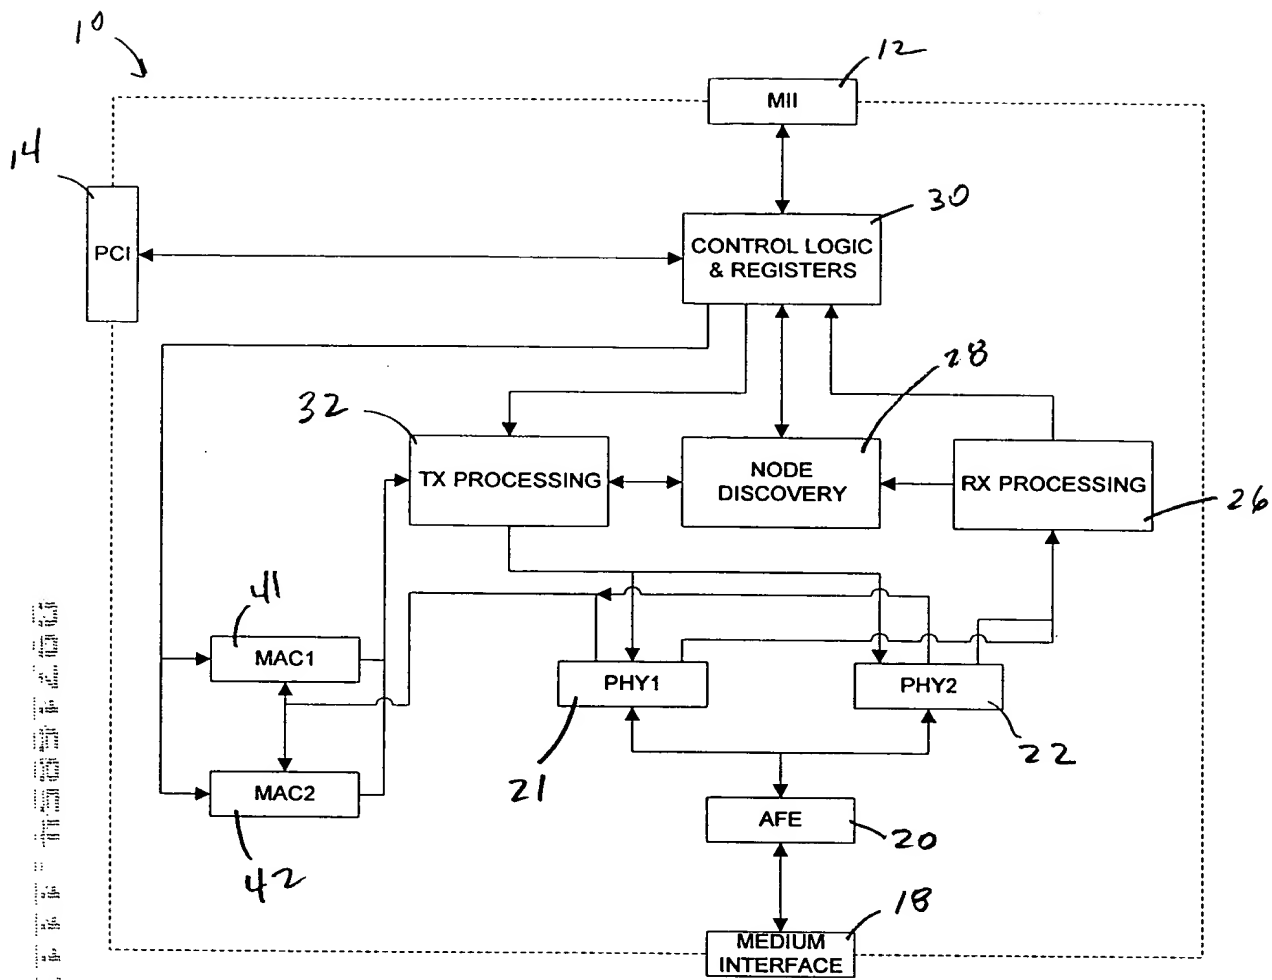 10
12
MII
14
30
PCI
CONTROL LOGIC
& REGISTERS
28
32
TX PROCESSING
NODE
DISCOVERY
RX PROCESSING
26
41
MAC1
PHY1
PHY2
21
22
MAC2
42
AFE
20
18
MEDIUM
INTERFACE